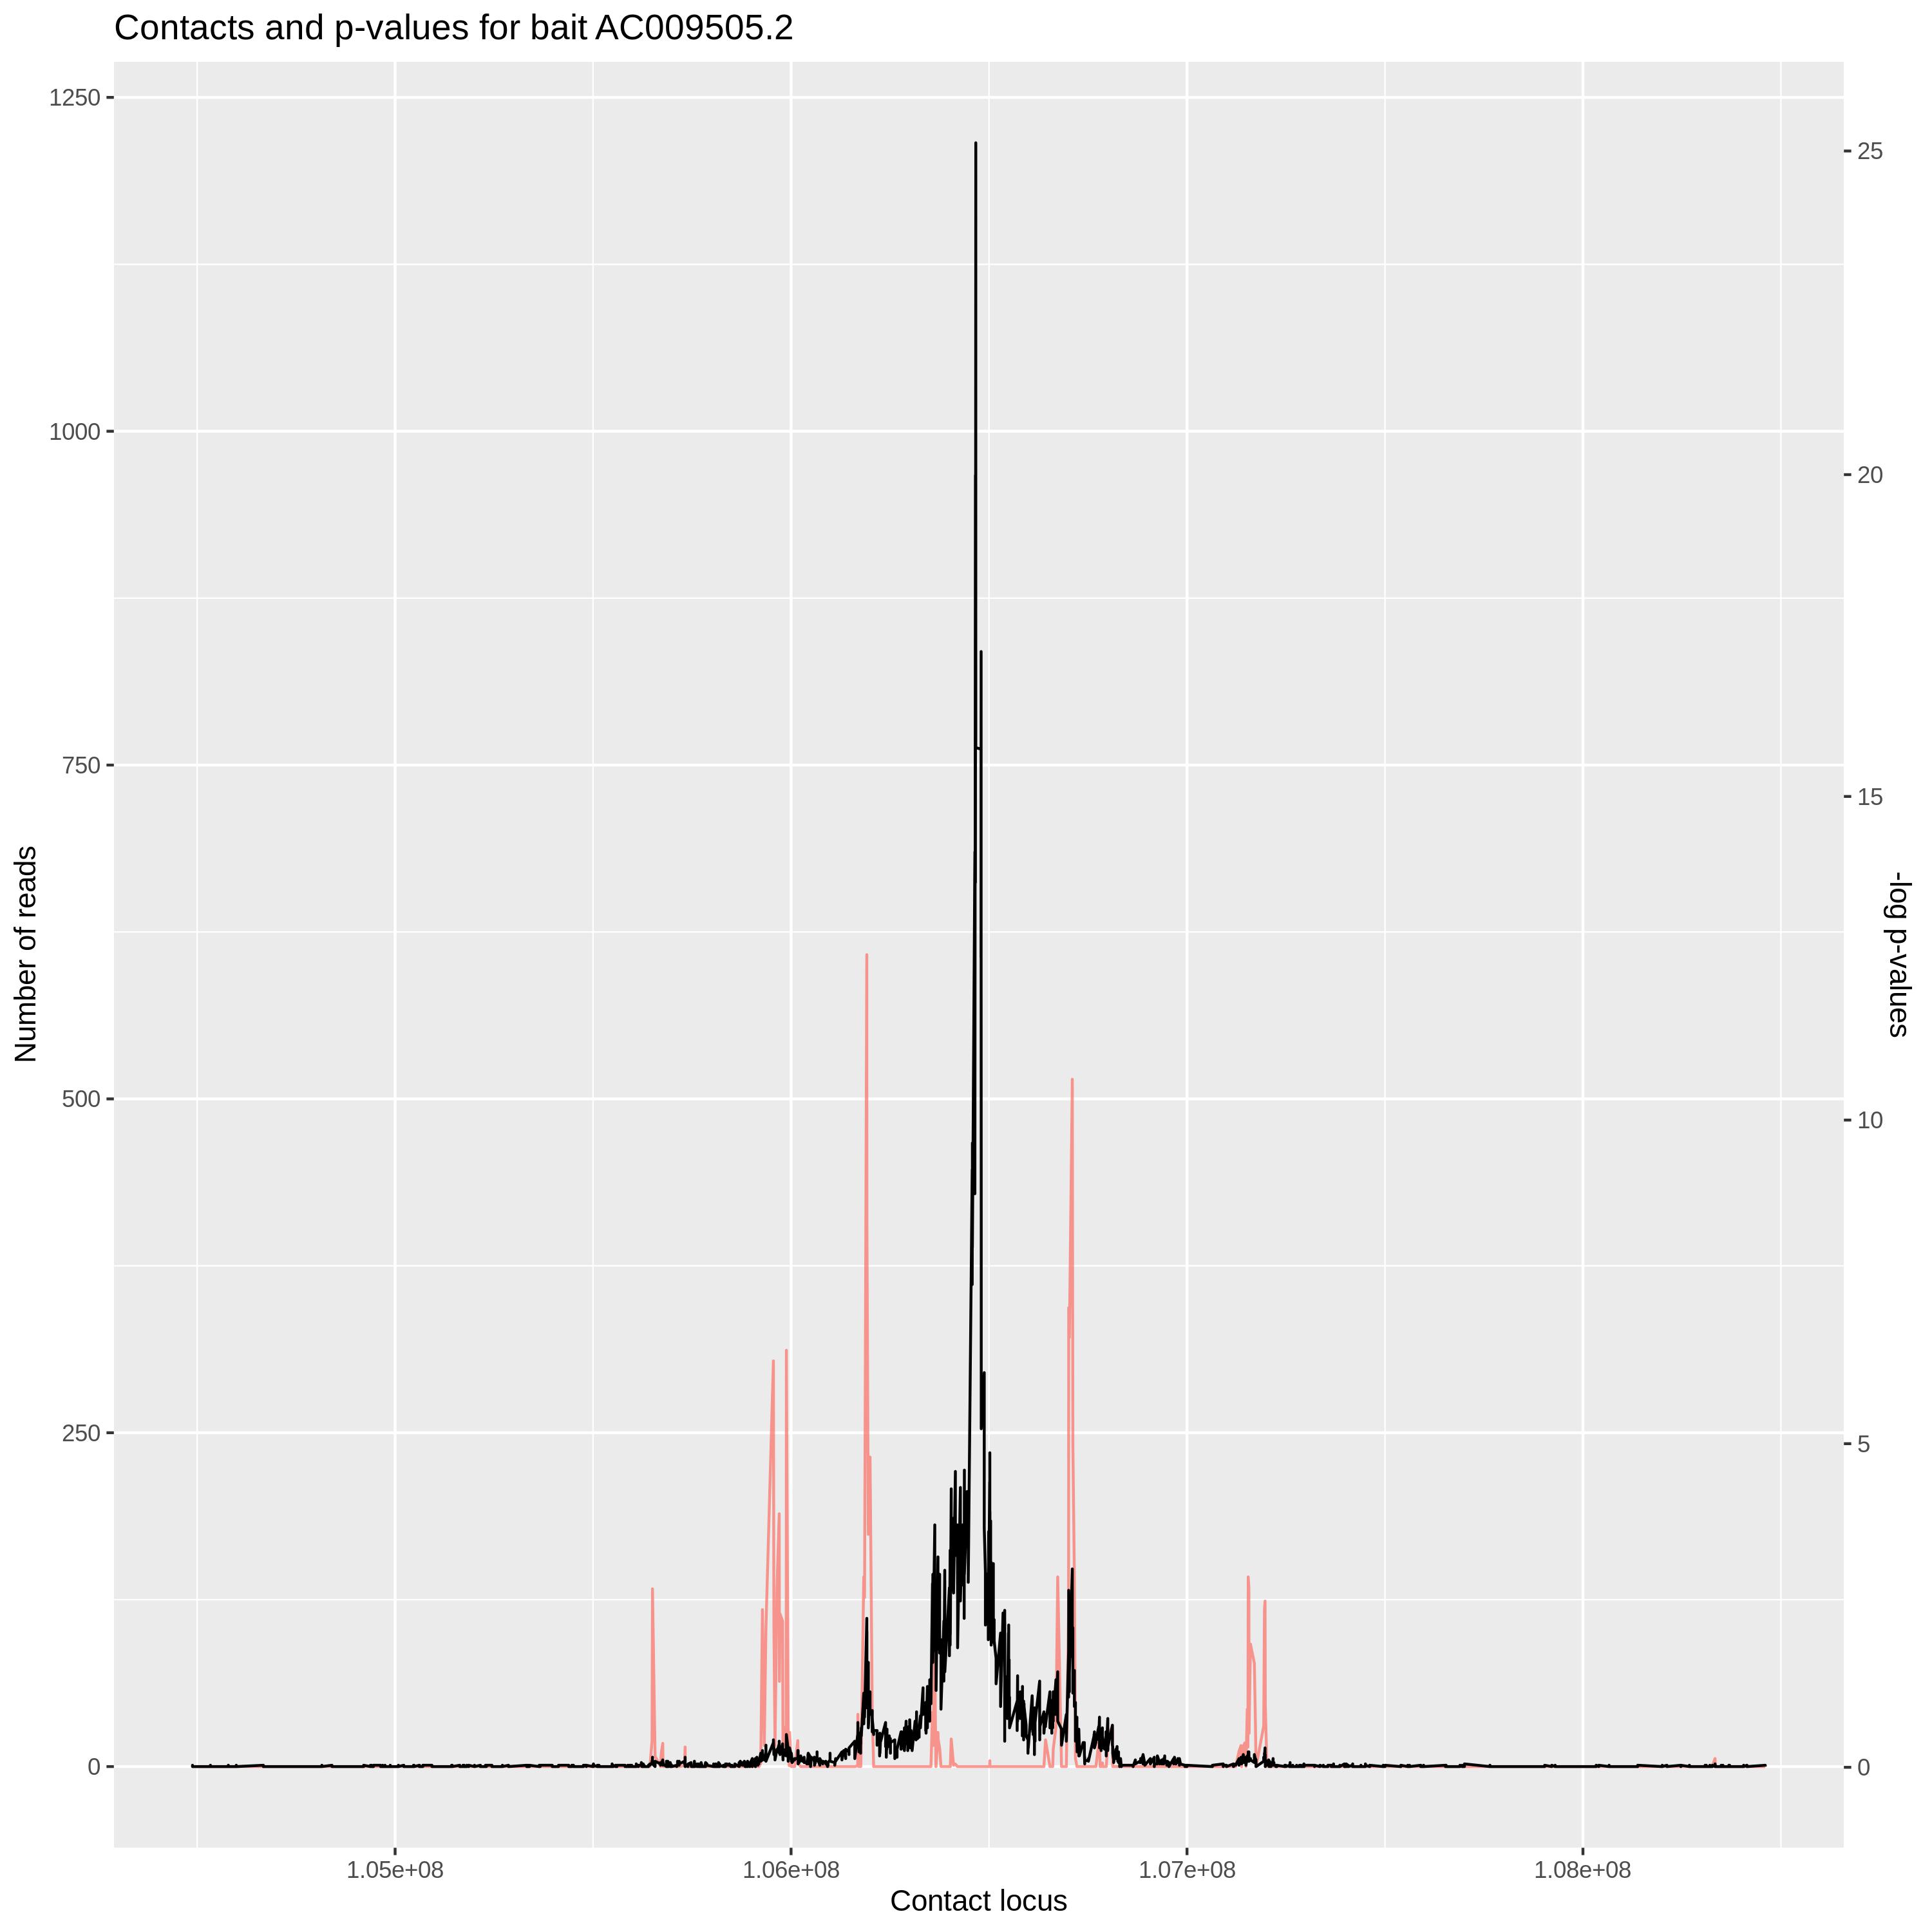 Contacts and p-values for bait AC009505.2
1250
1000
750
500
250
0
Number of reads
25
20
15
10
5
0
-log p-values
1.05e+08
1.06e+08
1.07e+08
1.08e+08
Contact locus